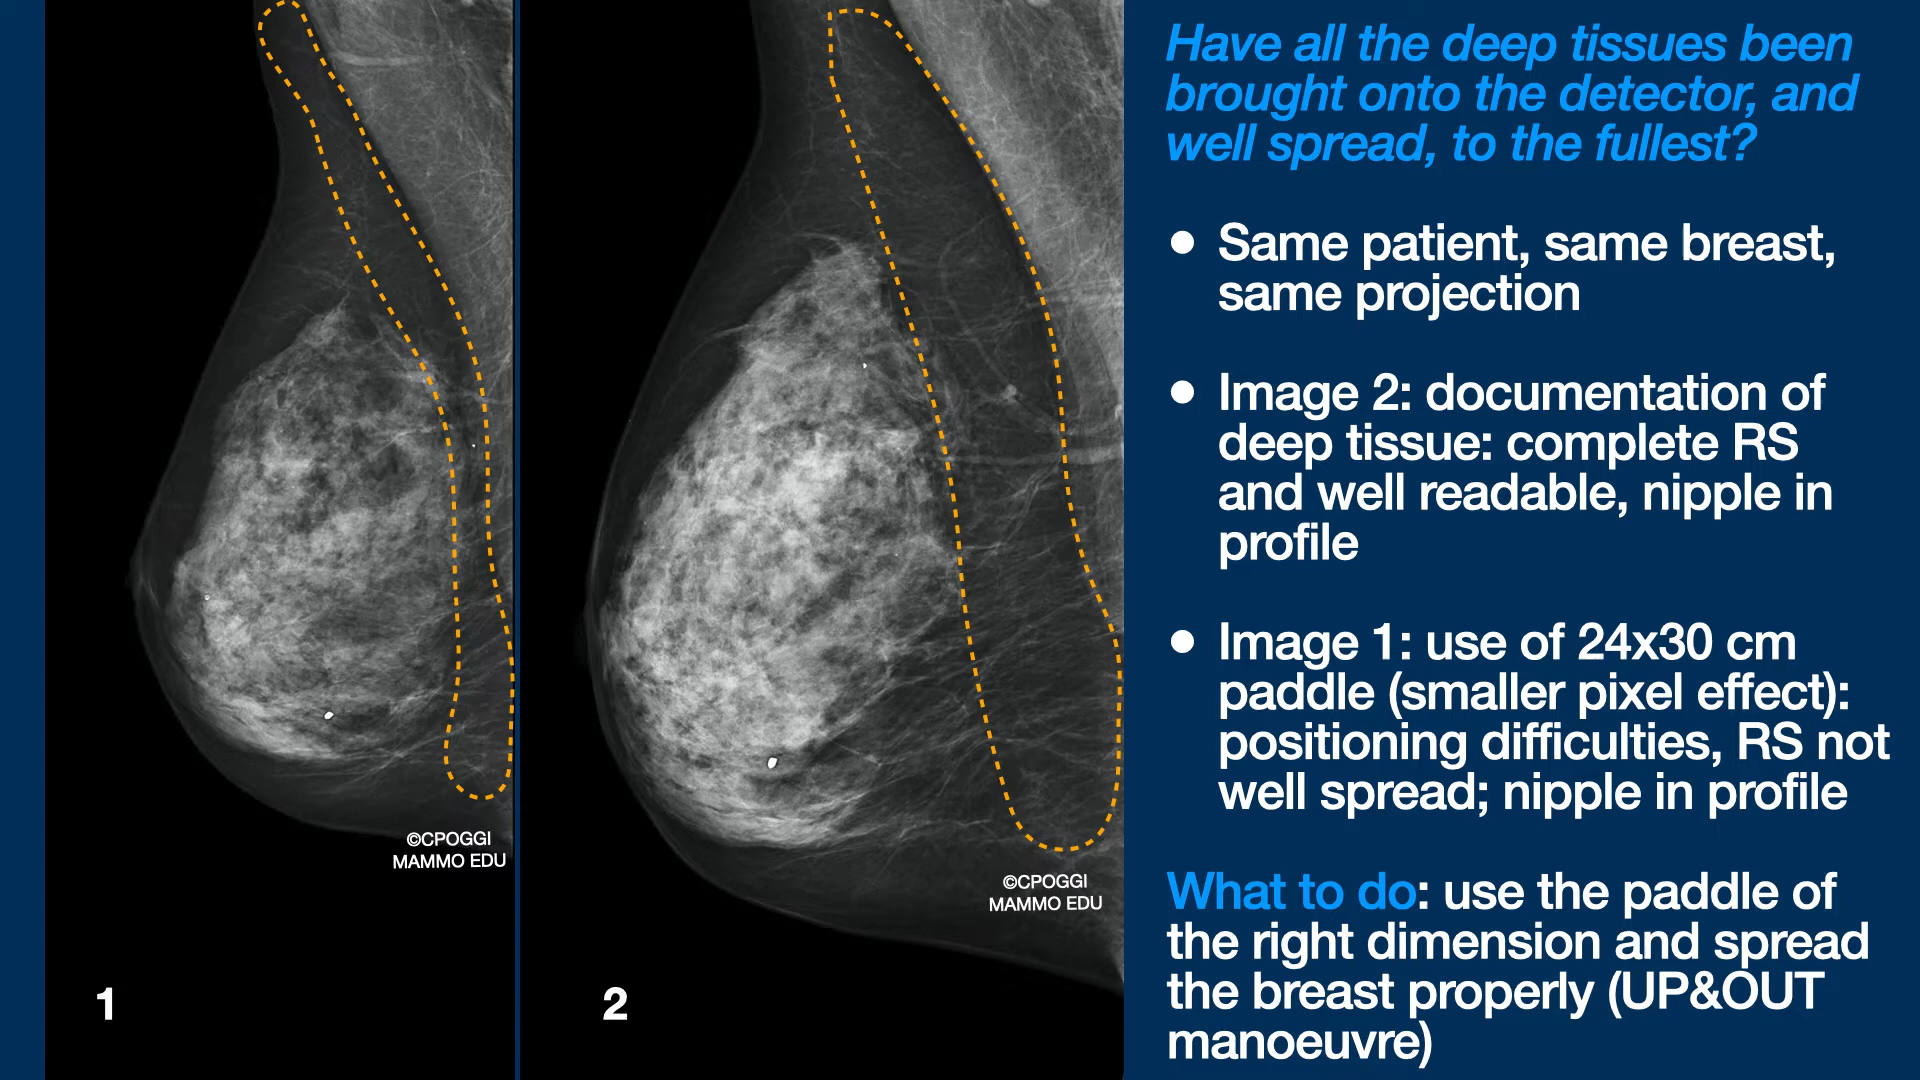 ©CPOGGI
MAMMO EDU
1
©CPOGGI
MAMMO EDU
2
Have all the deep tissues been
brought onto the detector, and
well spread, to the fullest?
• Same patient, same breast,
same projection
• Image 2: documentation of
deep tissue: complete RS
and well readable, nipple in
profile
• Image 1: use of 24x30 cm
paddle (smaller pixel effect):
positioning difficulties, RS not
well spread; nipple in profile
What to do: use the paddle of
the right dimension and spread
the breast properly (UP&OUT
manoeuvre)